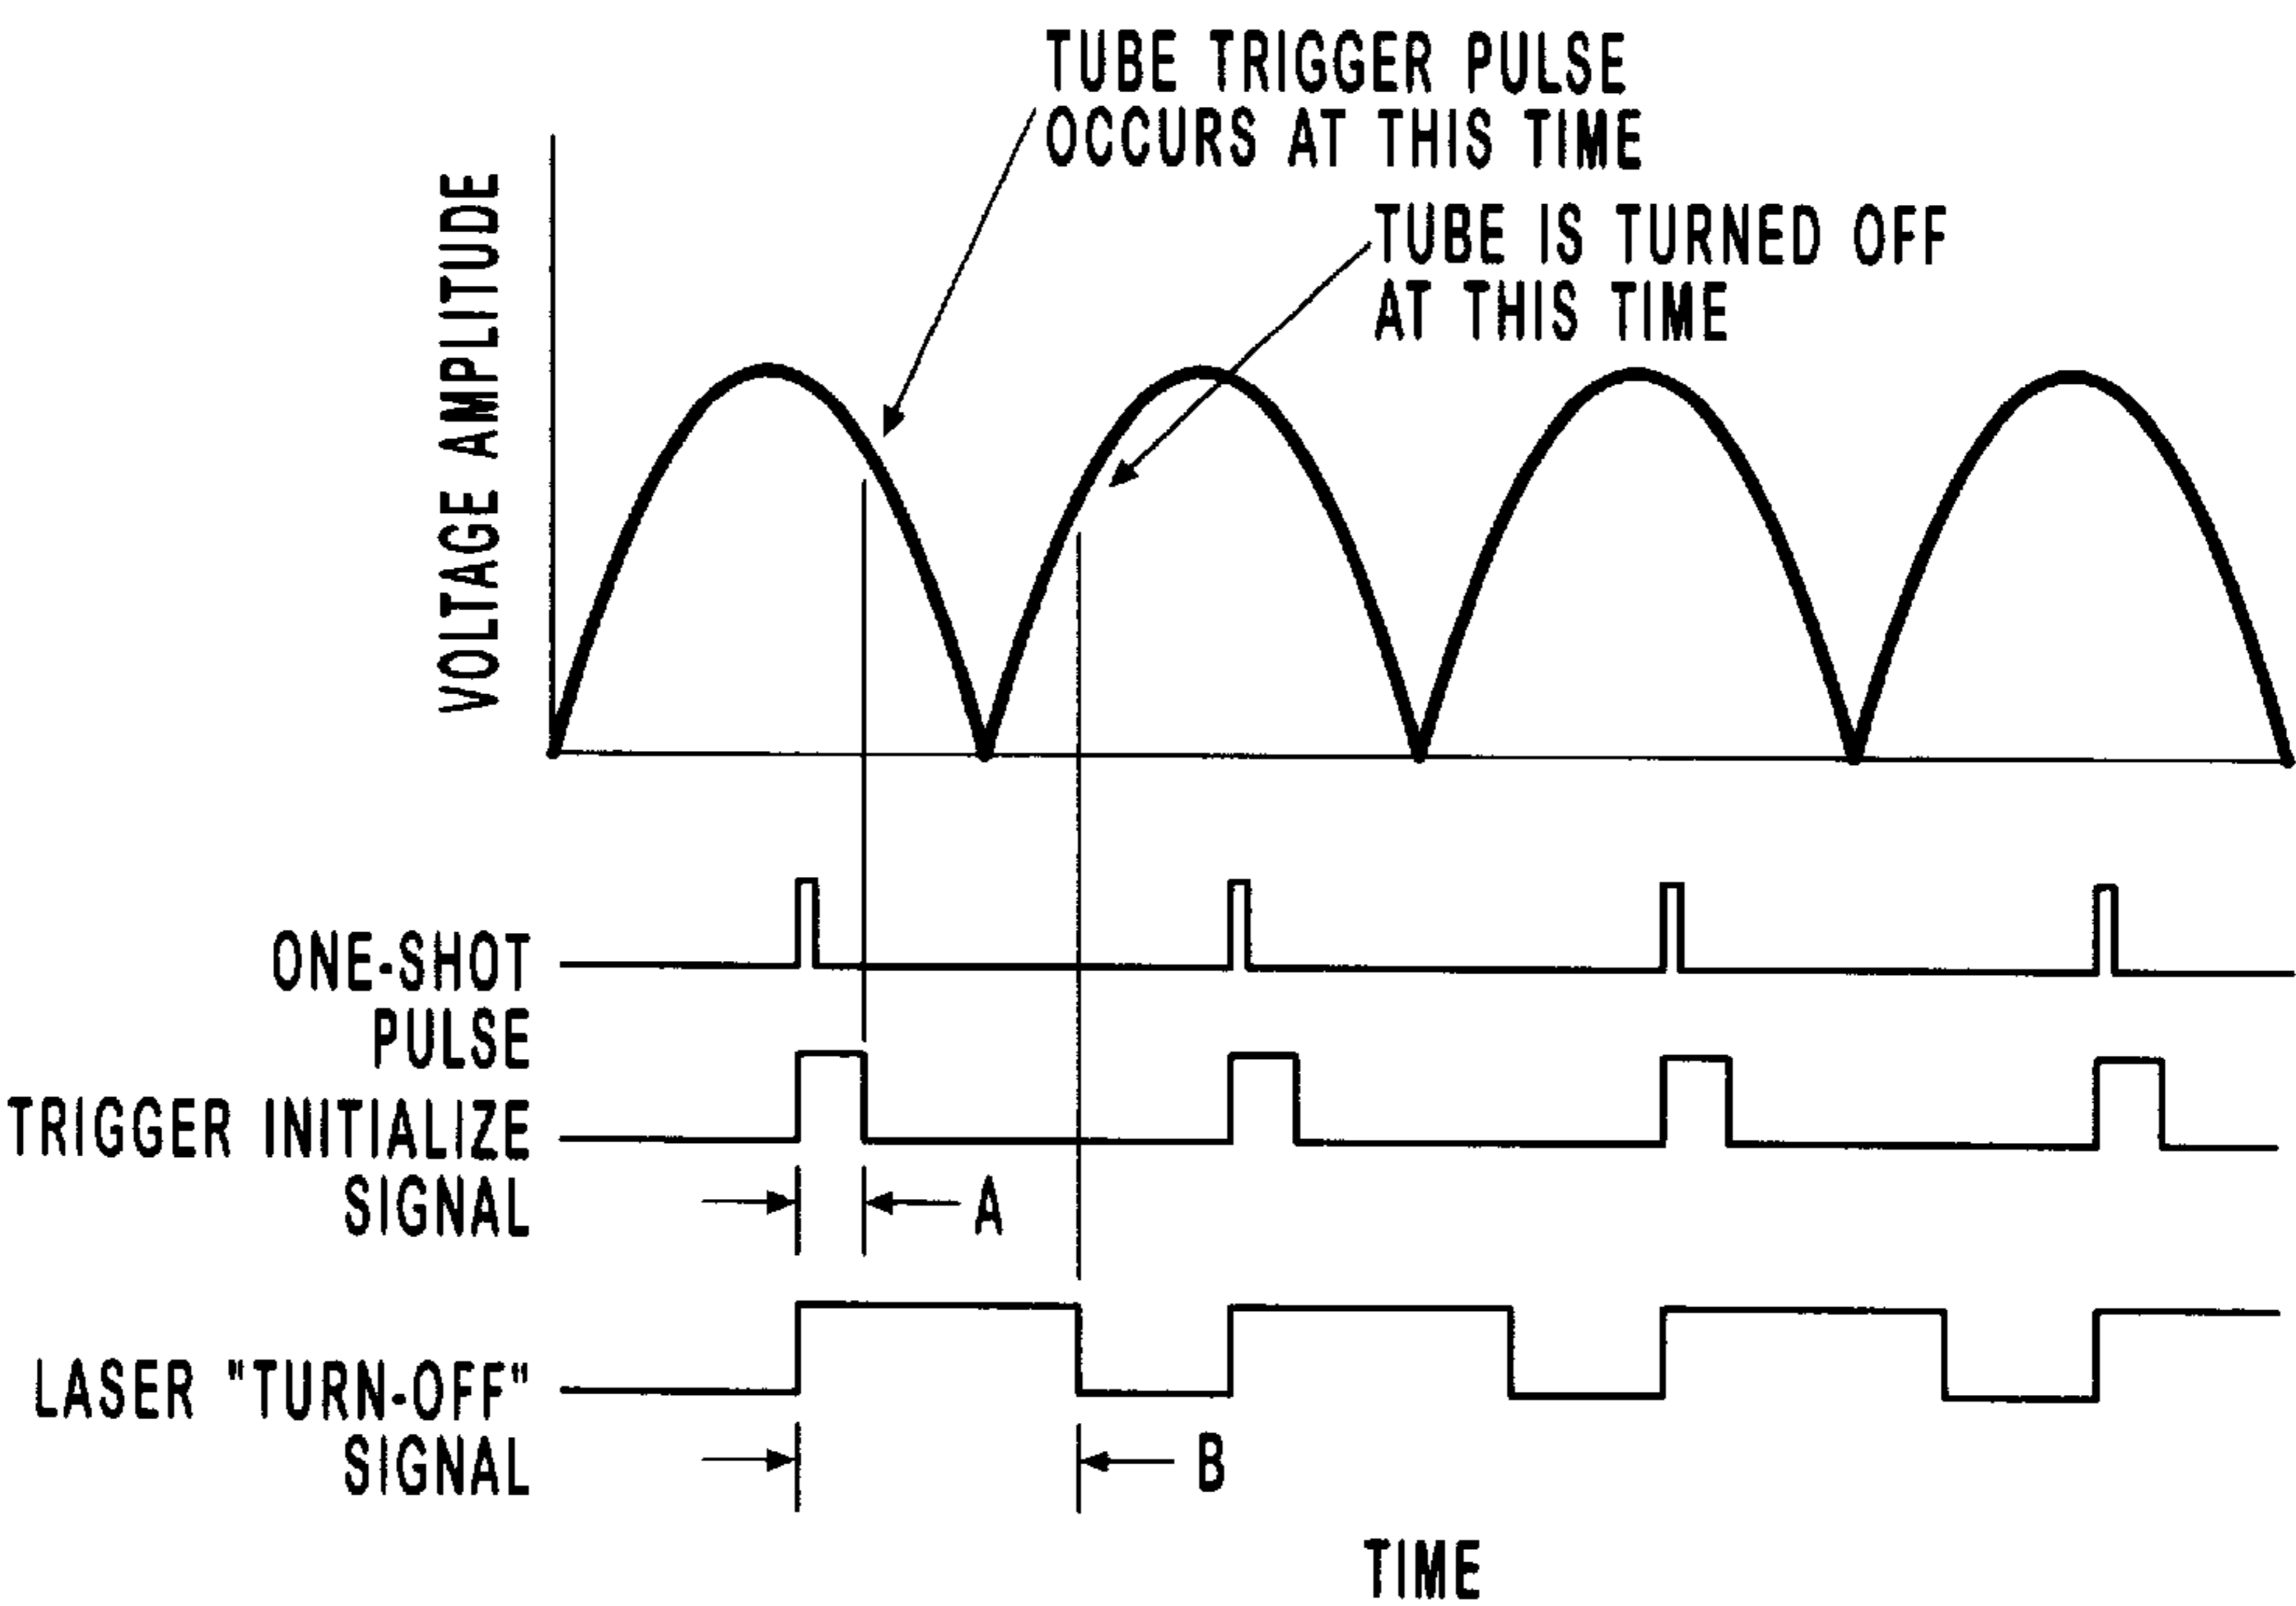 TUBE TRIGGER PULSE
OCCURS AT THIS TIME
TUBE IS TURNED OFF
AT THIS TIME
VOLTAGE AMPLITUDE
ONE-SHOT
PULSE
TRIGGER INITIALIZE
SIGNAL
A
LASER "TURN-OFF"
SIGNAL
B
TIME